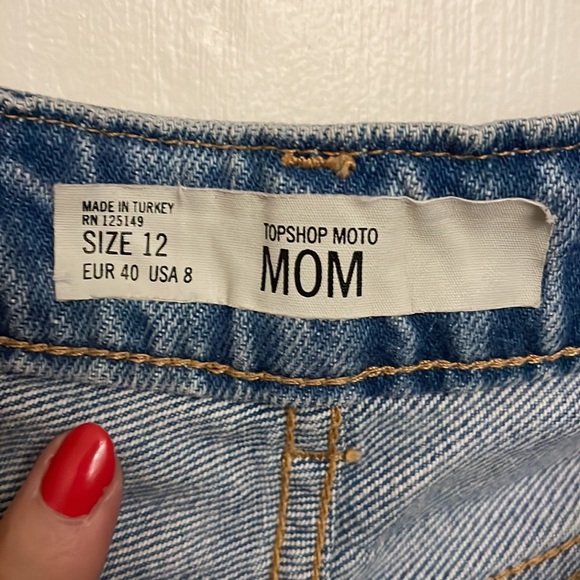 MADE IN TURKEY
RN 125149
SIZE 12
EUR 40 USA 8
TOPSHOP MOTO
MOM